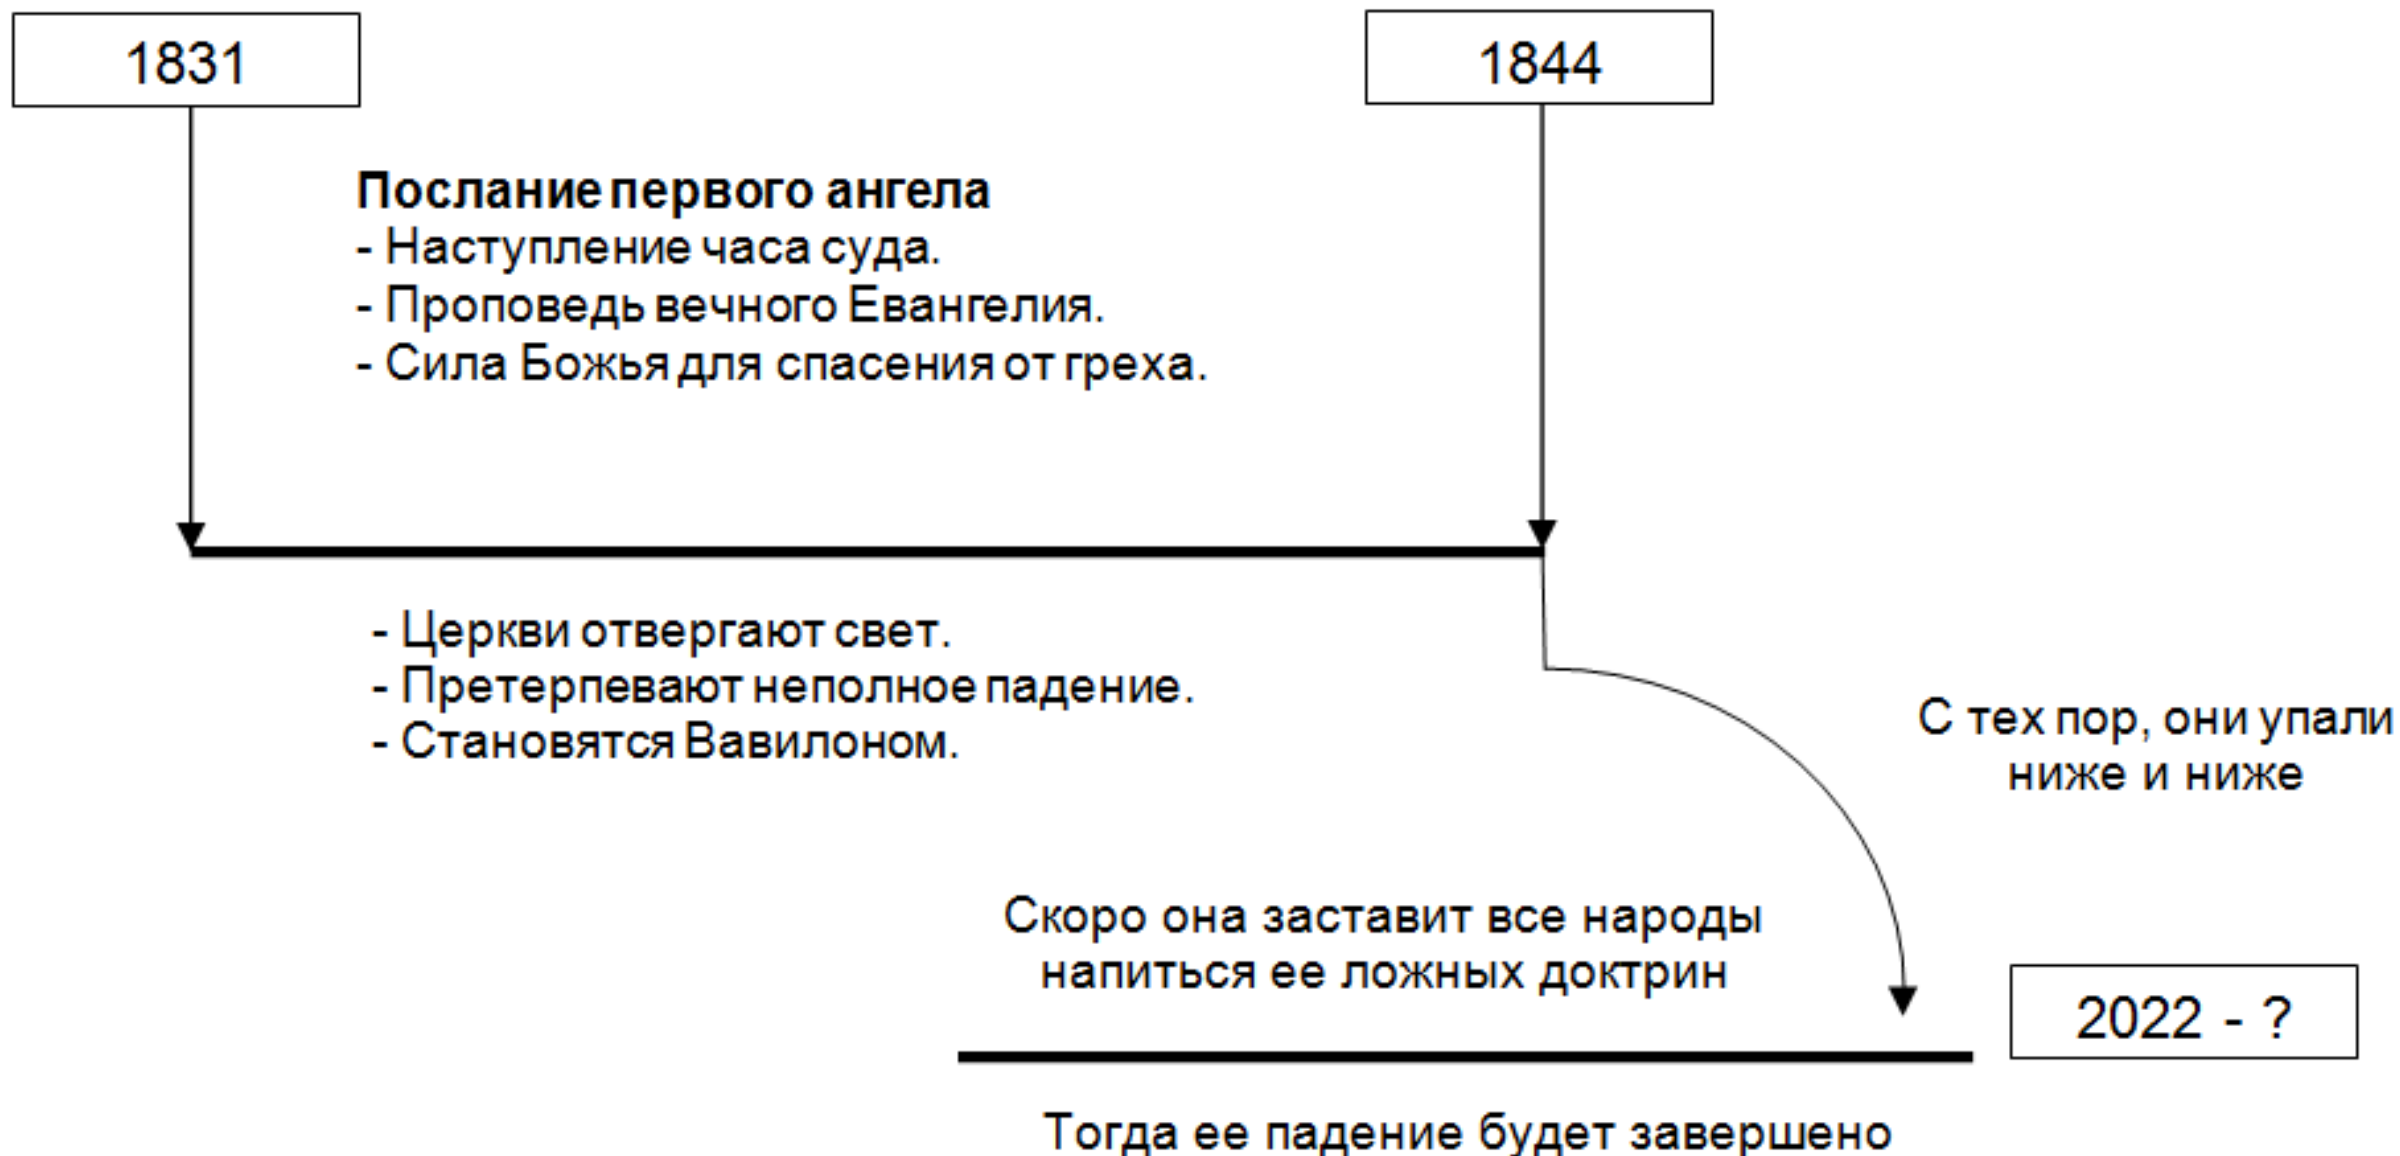 1831
1844
Послание первого ангела
- Наступление часа суда.
- Проповедь вечного Евангелия.
- Сила Божья для спасения от греха.
- Церкви отвергают свет.
- Претерпевают неполное падение.
- Становятся Вавилоном.
С тех пор, они упали
ниже и ниже
Скоро она заставит все народы
напиться ее ложных доктрин
2022 - ?
Тогда ее падение будет завершено